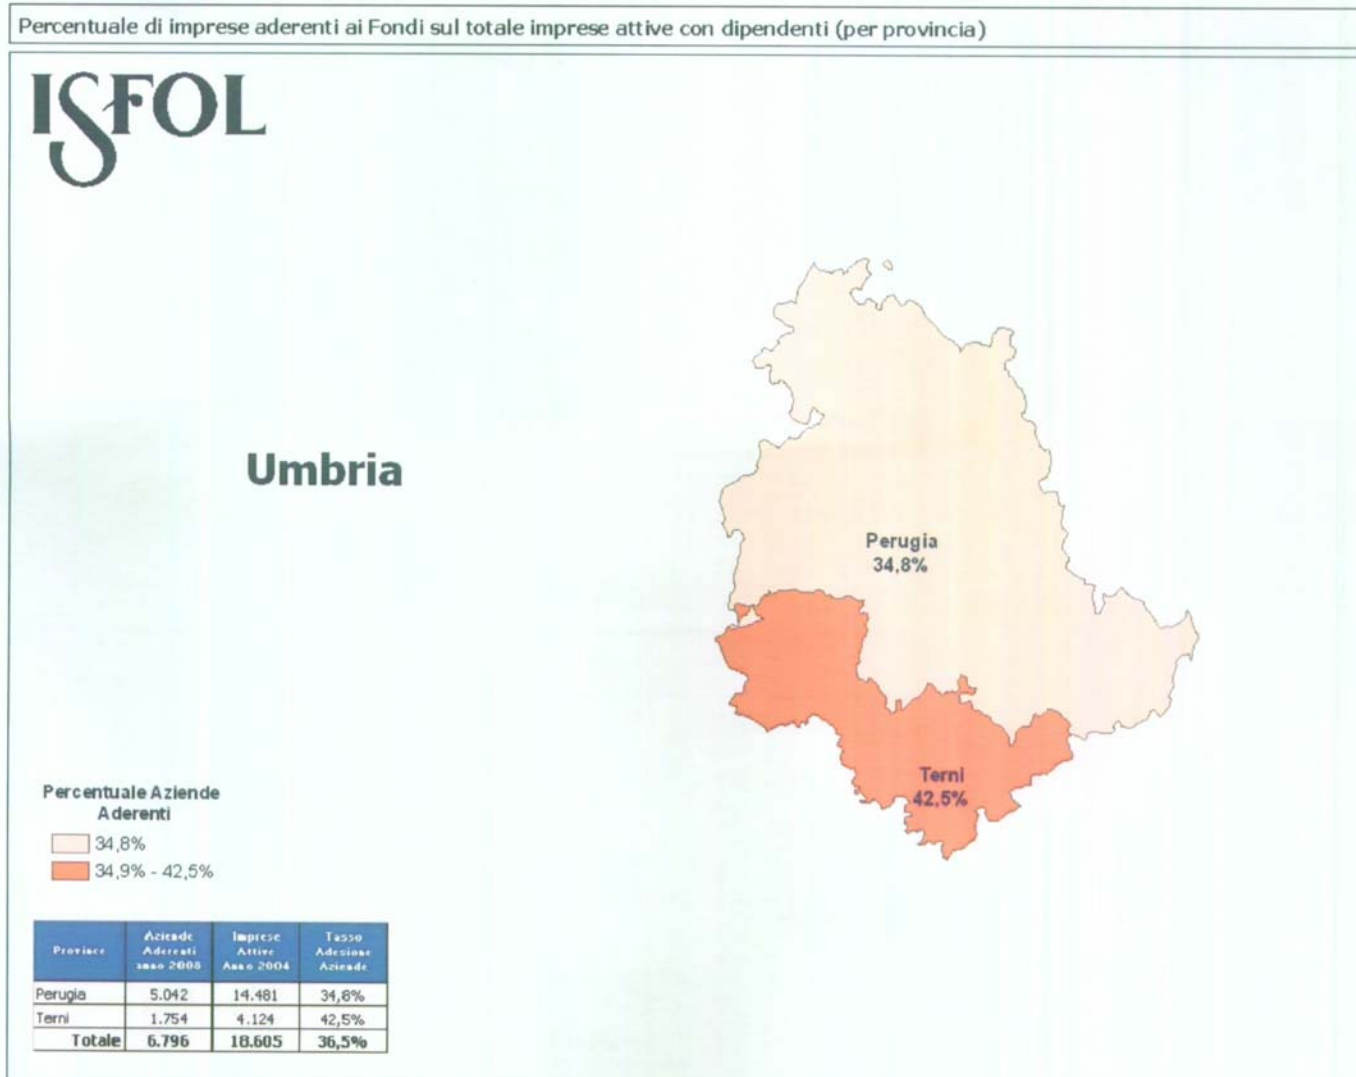 Percentuale di imprese aderenti ai Fondi sul totale imprese attive con dipendenti (per provincia)
ISFOL
Umbria
Perugia
34,8%
Terni
42,5%
Percentuale Aziende
Aderenti
34,8%
34,9% - 42,5%
Province Aziende Aderenti anno 2008 Imprese Attive Anno 2004 Tasso Adesione Aziende
Perugia 5.042 14.481 34,8%
Terni 1.754 4.124 42,5%
Totale 6.796 18.605 36,5%